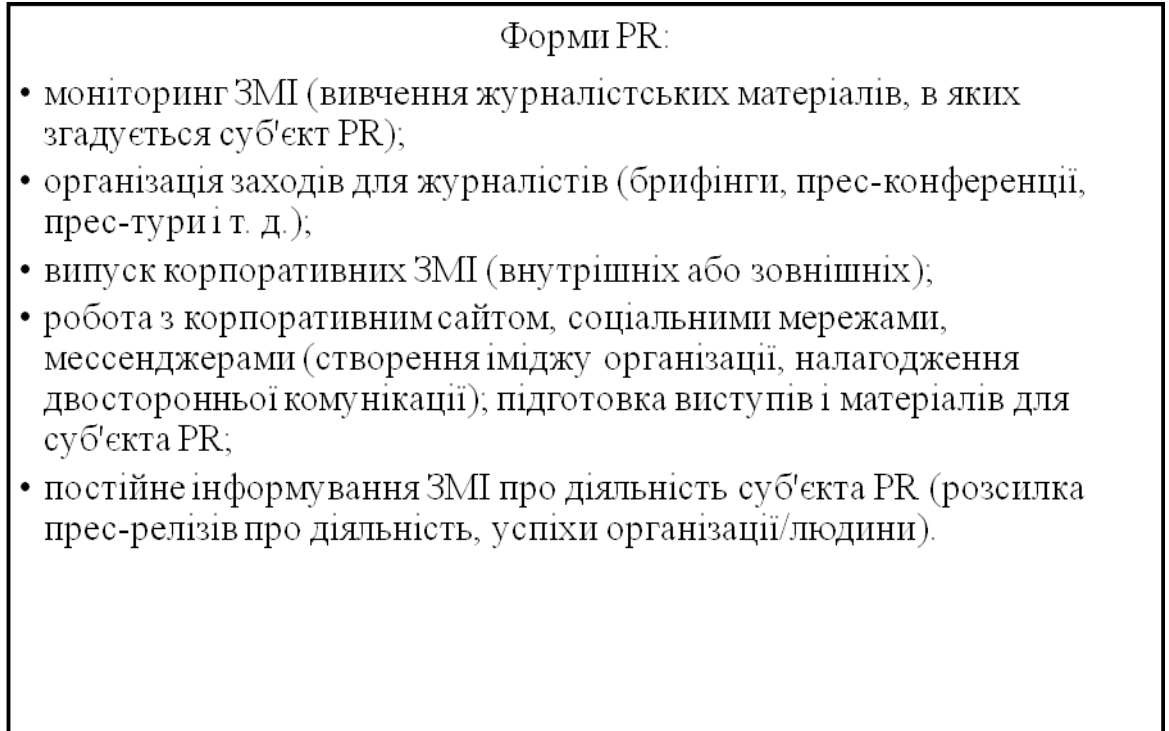 Форми PR:
• моніторинг ЗМІ (вивчення журналістських матеріалів, в яких
згадується суб'єкт PR);
• організація заходів для журналістів (брифінги, прес-конференції,
прес-тури і т. д.);
• випуск корпоративних ЗМІ (внутрішніх або зовнішніх);
• робота з корпоративним сайтом, соціальними мережами,
мессенджерами (створення іміджу організації, налагодження
двосторонньої комунікації); підготовка виступів і матеріалів для
суб'єкта PR;
• постійне інформування ЗМІ про діяльність суб'єкта PR (розсилка
прес-релізів про діяльність, успіхи організації/людини).